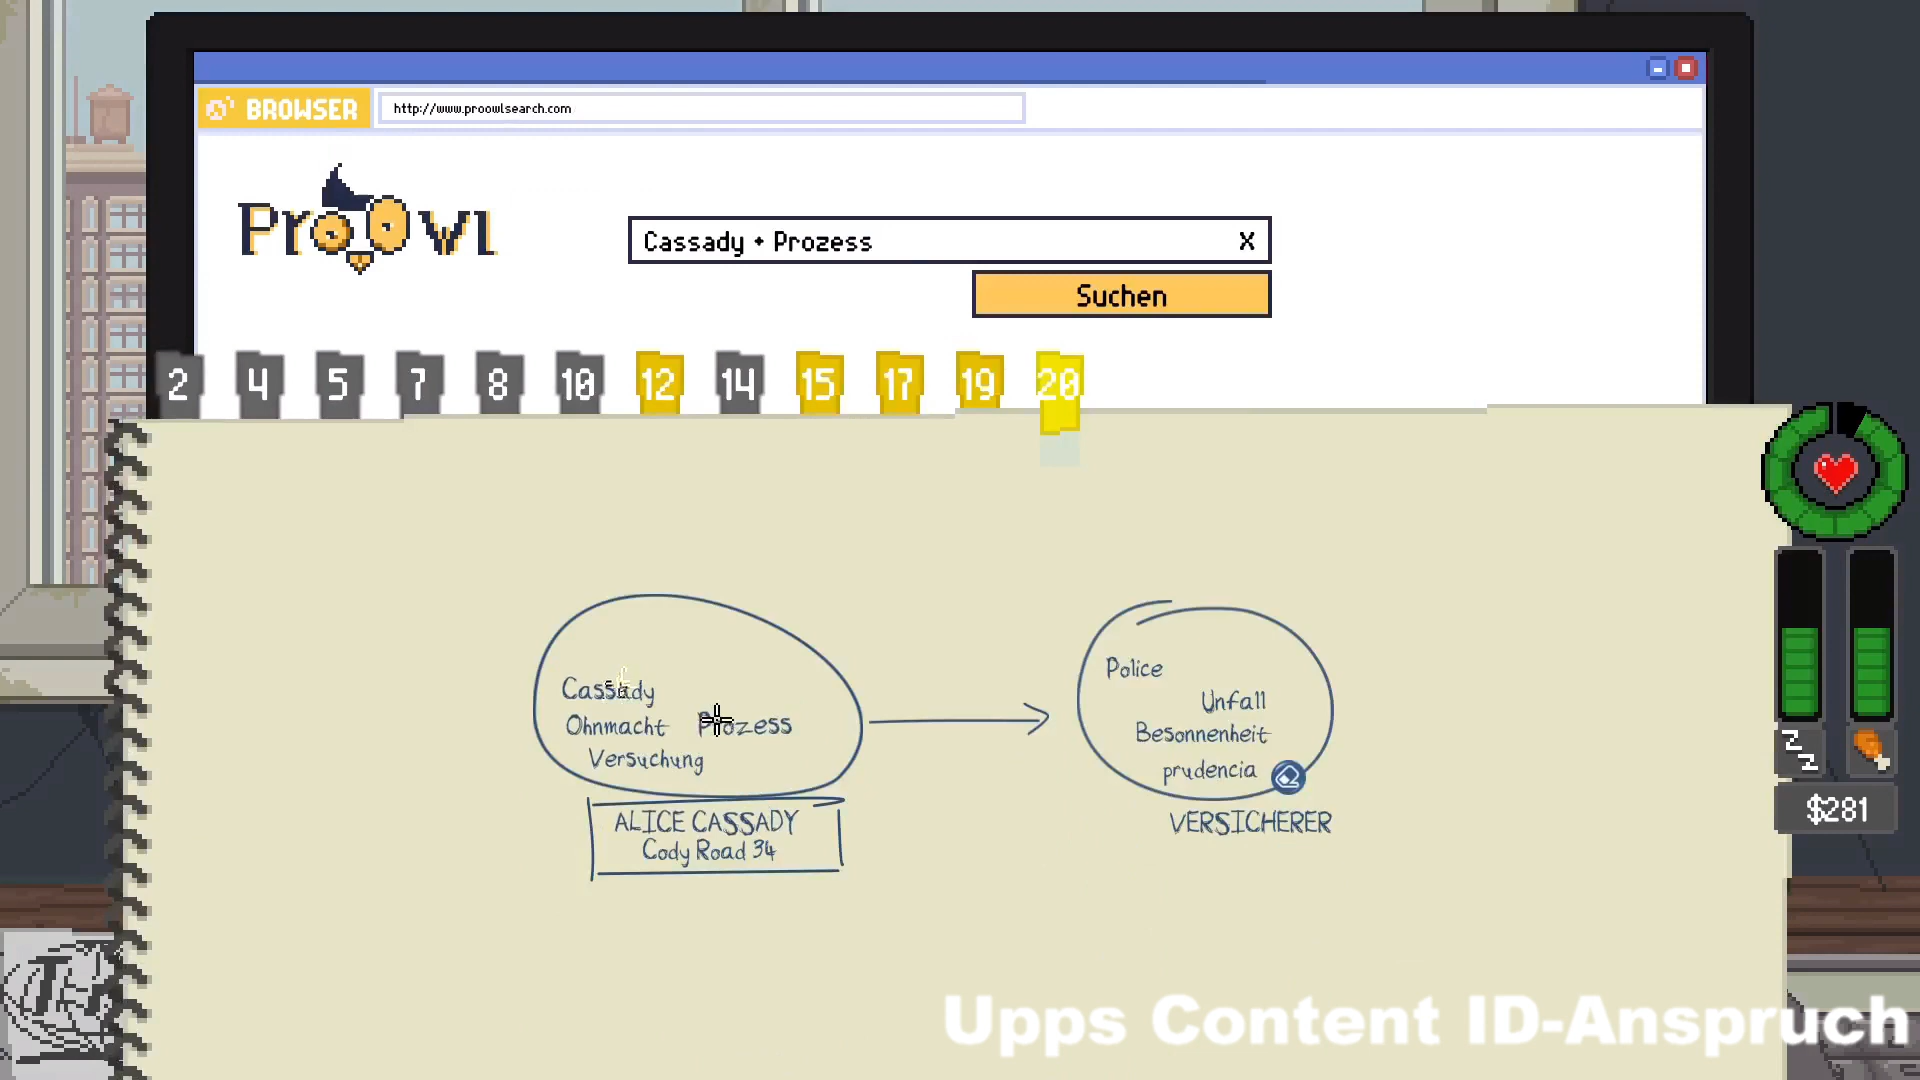 BROWSER
http://www.proowlsearch.com
PrOOwl
Cassady + Prozess X
Suchen
2 4 5 7 8 10 12 14 15 17 19 20
Cassady
Ohnmacht Prozess
Versuchung
ALICE CASSADY
Cody Road 34
Police
Unfall
Besonnenheit
prudencia
VERSICHERER
$281
Upps Content ID-Anspruch